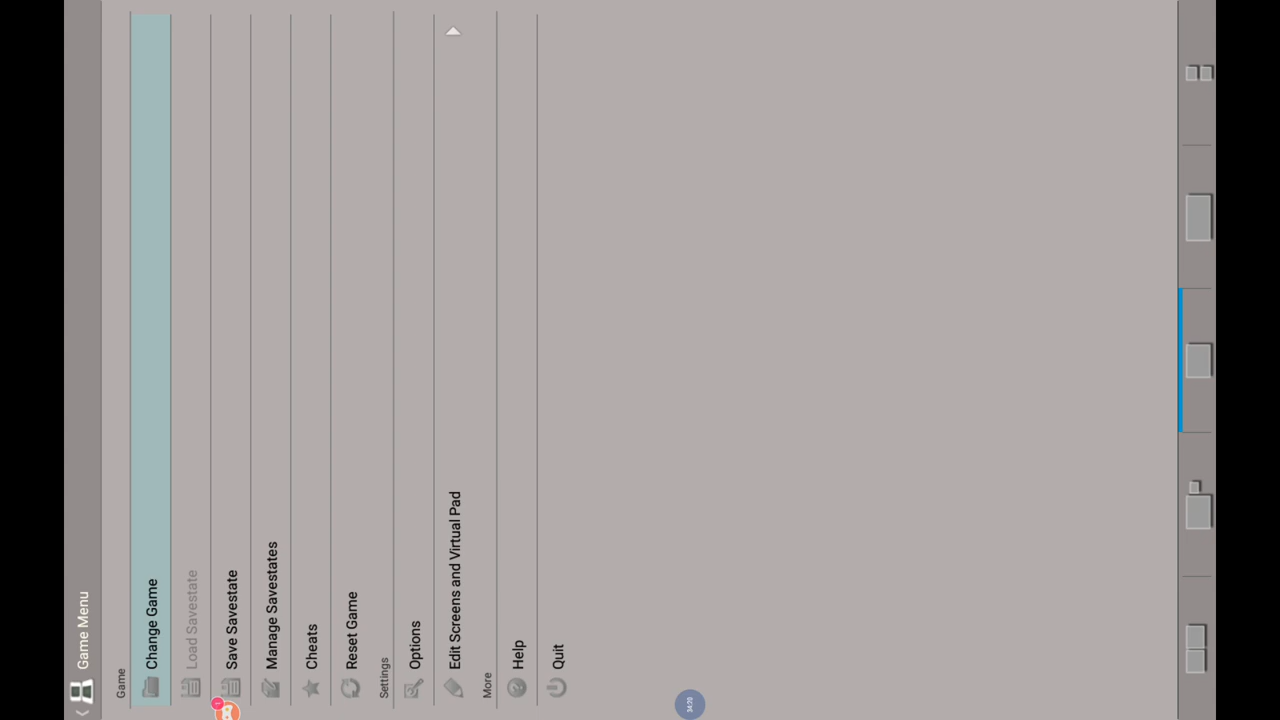 Game Menu
Game
Change Game
Load Savestate
Save Savestate
Manage Savestates
Cheats
Reset Game
Settings
Options
Edit Screens and Virtual Pad
More
Help
Quit
1